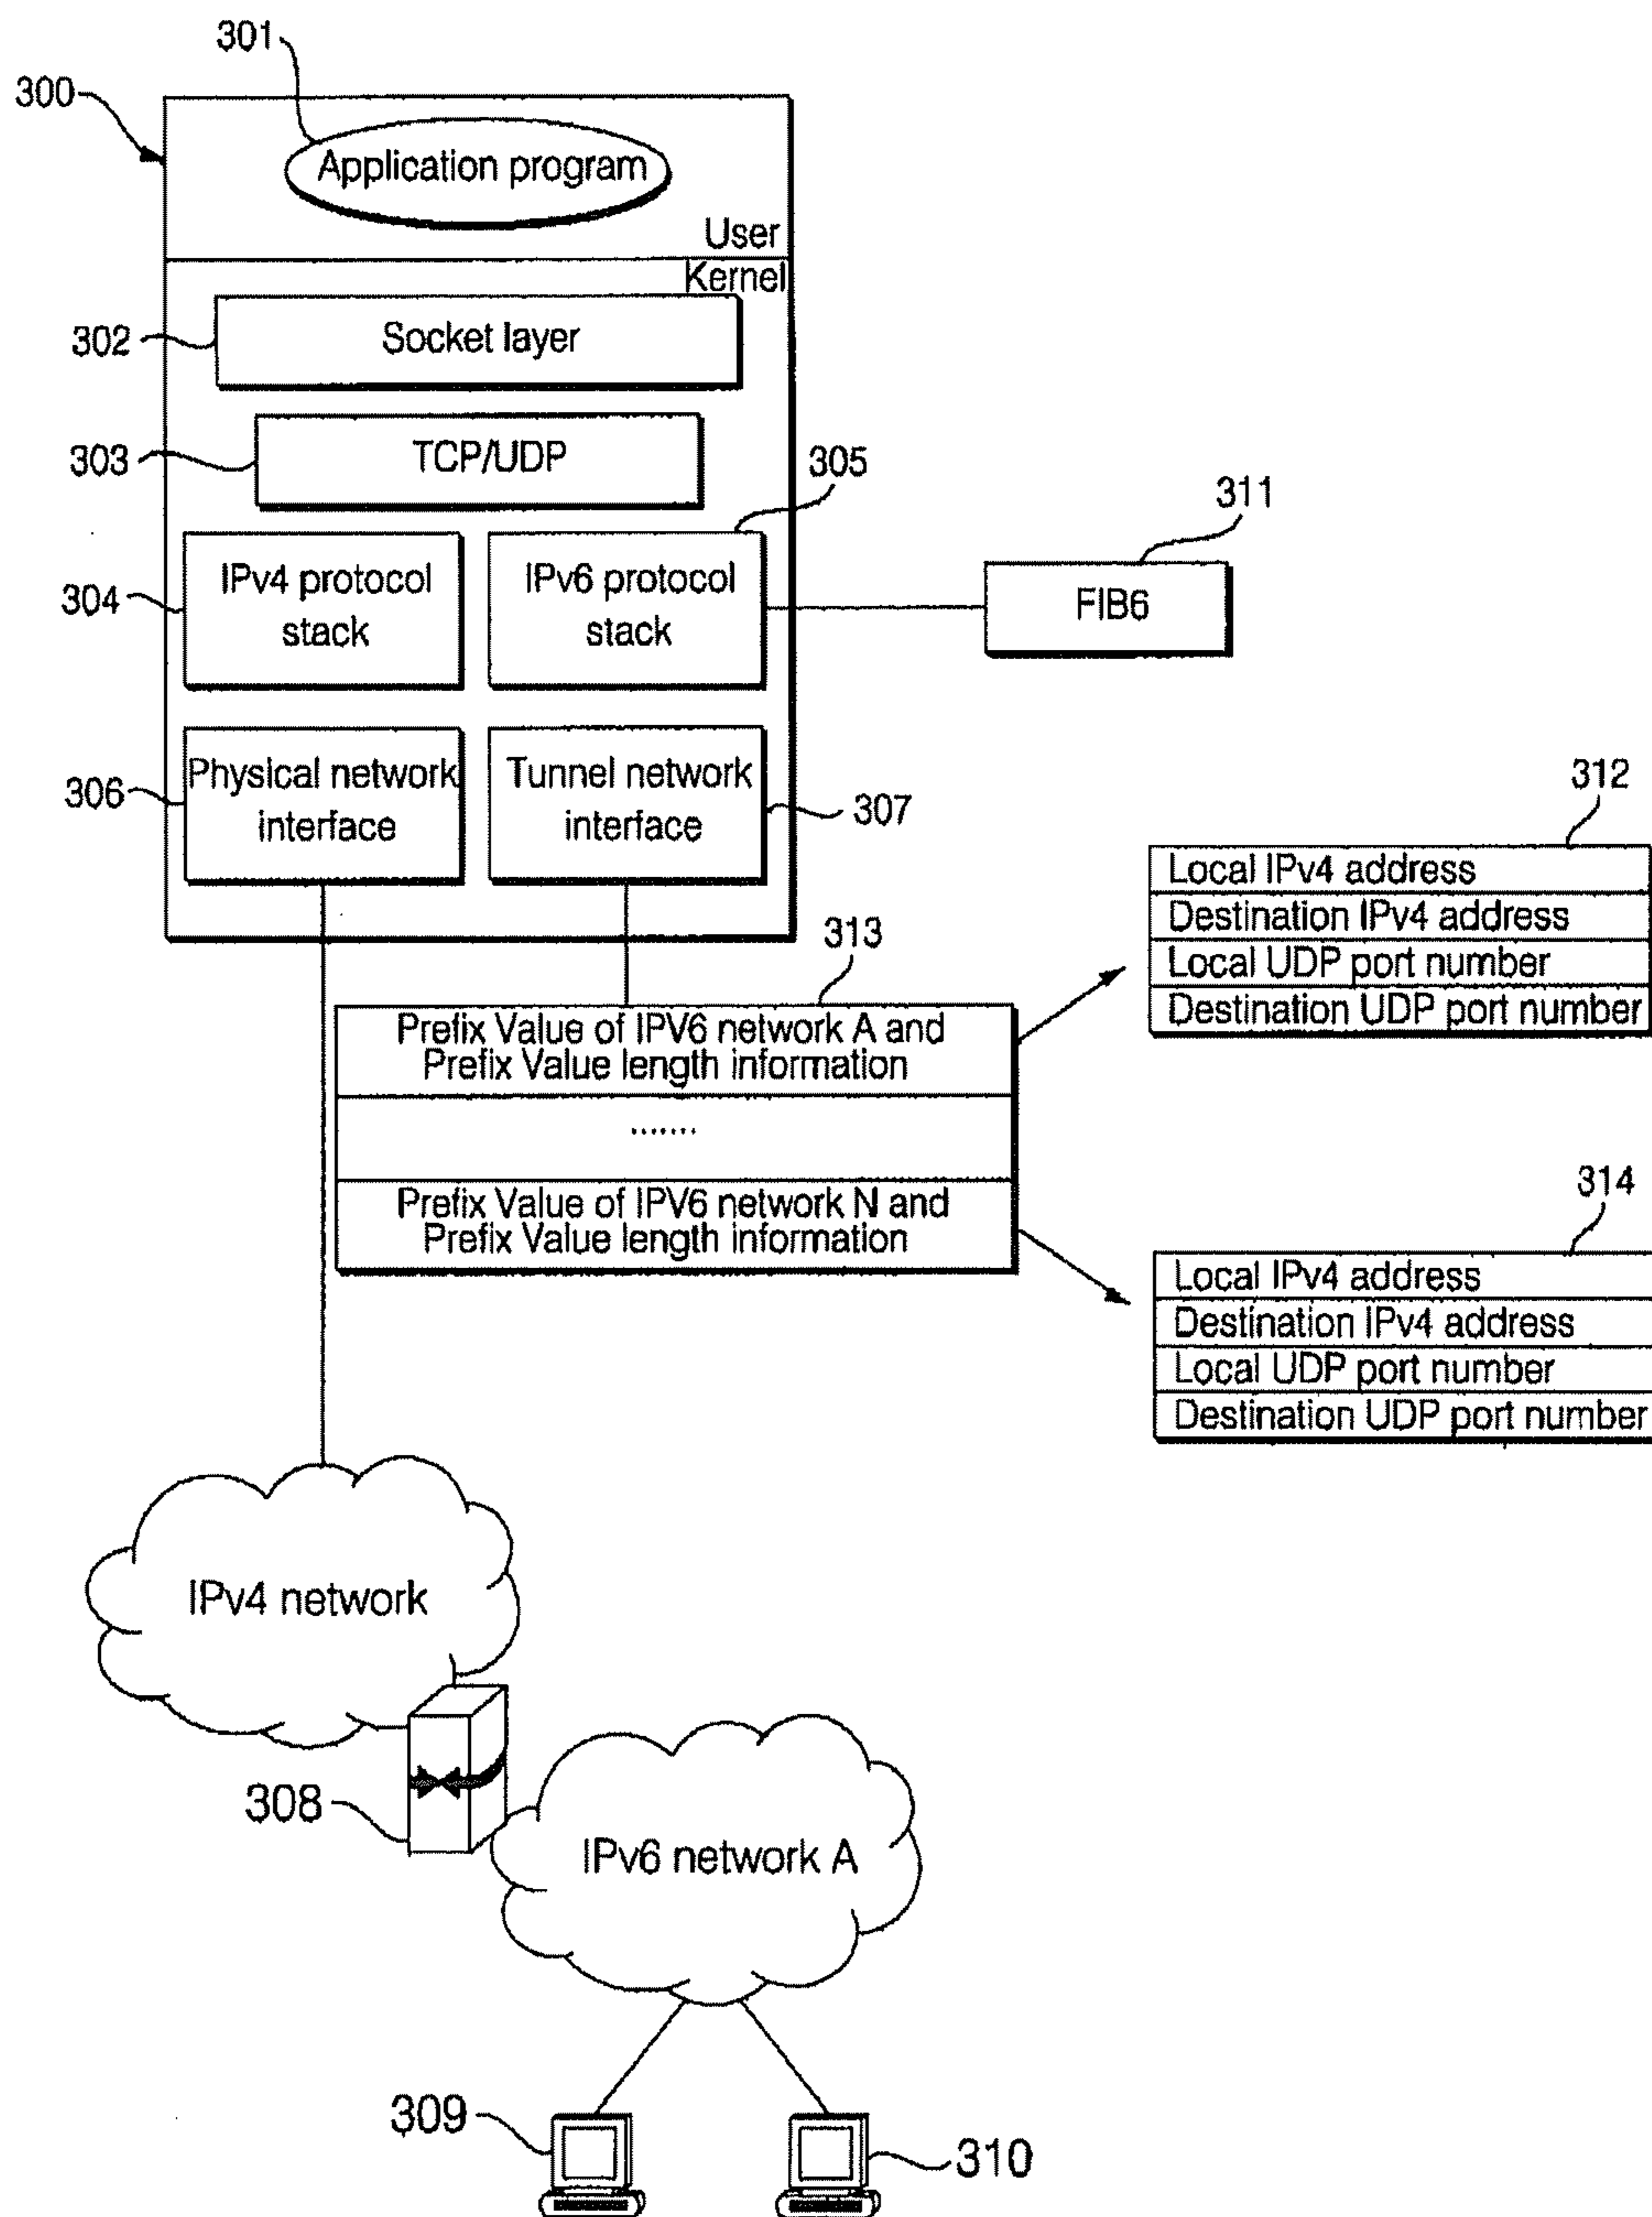 301
300
Application program
User
Kernel
302
Socket layer
303
TCP/UDP
305
311
304
IPv4 protocol
stack
IPv6 protocol
stack
FIB6
306
Physical network
interface
Tunnel network
interface
307
312
Local IPv4 address
Destination IPv4 address
Local UDP port number
Destination UDP port number
313
Prefix Value of IPV6 network A and
Prefix Value length information
.......
Prefix Value of IPV6 network N and
Prefix Value length information
314
Local IPv4 address
Destination IPv4 address
Local UDP port number
Destination UDP port number
IPv4 network
308
IPv6 network A
309
310